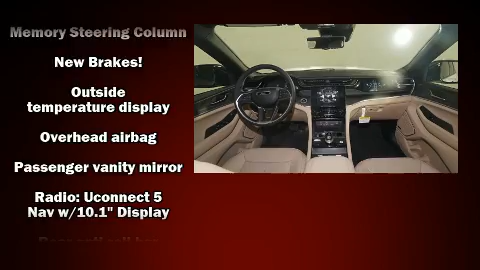 Memory Steering Column
New Brakes!
Outside
temperature display
Overhead airbag
Passenger vanity mirror
Radio: Uconnect 5
Nav w/10.1" Display